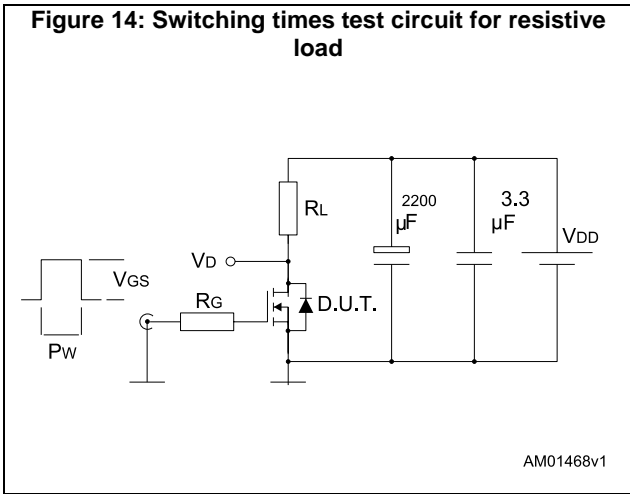 Figure 14: Switching times test circuit for resistive
load
RL
2200
μF
3.3
μF
VDD
VD
VGS
RG
D.U.T.
PW
AM01468v1